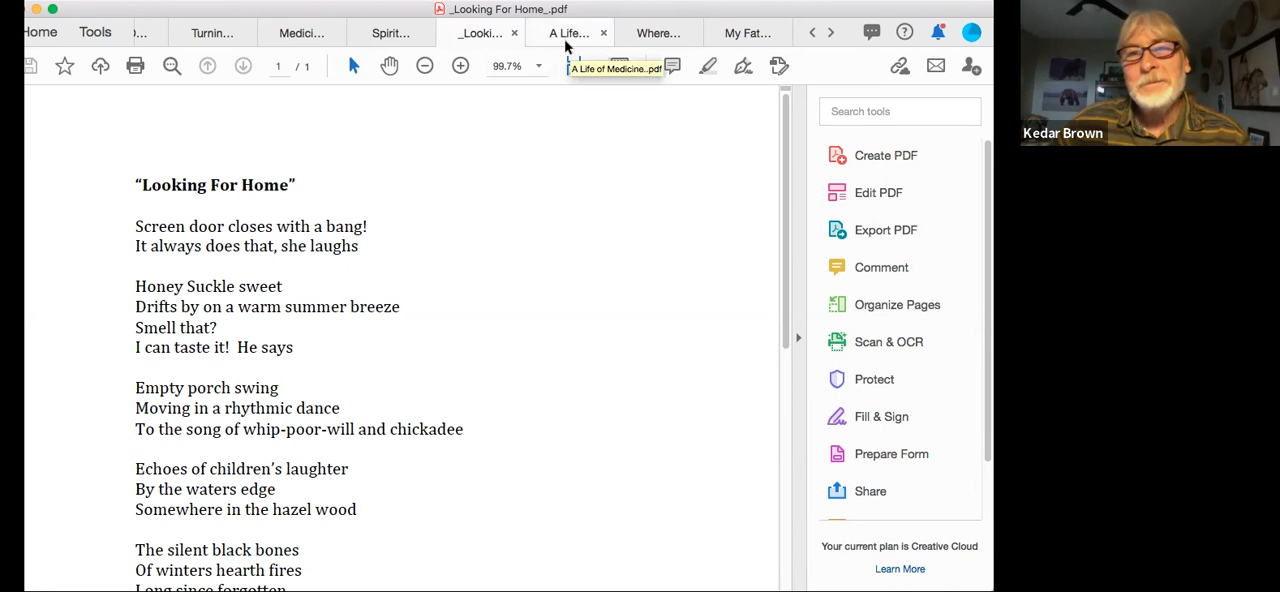 _Looking For Home_.pdf
Home
Tools
Turnin...
Medici...
Spirit...
_Looki...
A Life...
Where...
My Fat...
1 / 1
99.7%
A Life of Medicine..pdf
Search tools
“Looking For Home”
Screen door closes with a bang!
It always does that, she laughs
Honey Suckle sweet
Drifts by on a warm summer breeze
Smell that?
I can taste it!  He says
Empty porch swing
Moving in a rhythmic dance
To the song of whip-poor-will and chickadee
Echoes of children’s laughter
By the waters edge
Somewhere in the hazel wood
The silent black bones
Of winters hearth fires
Long since forgotten
Create PDF
Edit PDF
Export PDF
Comment
Organize Pages
Scan & OCR
Protect
Fill & Sign
Prepare Form
Share
Your current plan is Creative Cloud
Learn More
Kedar Brown